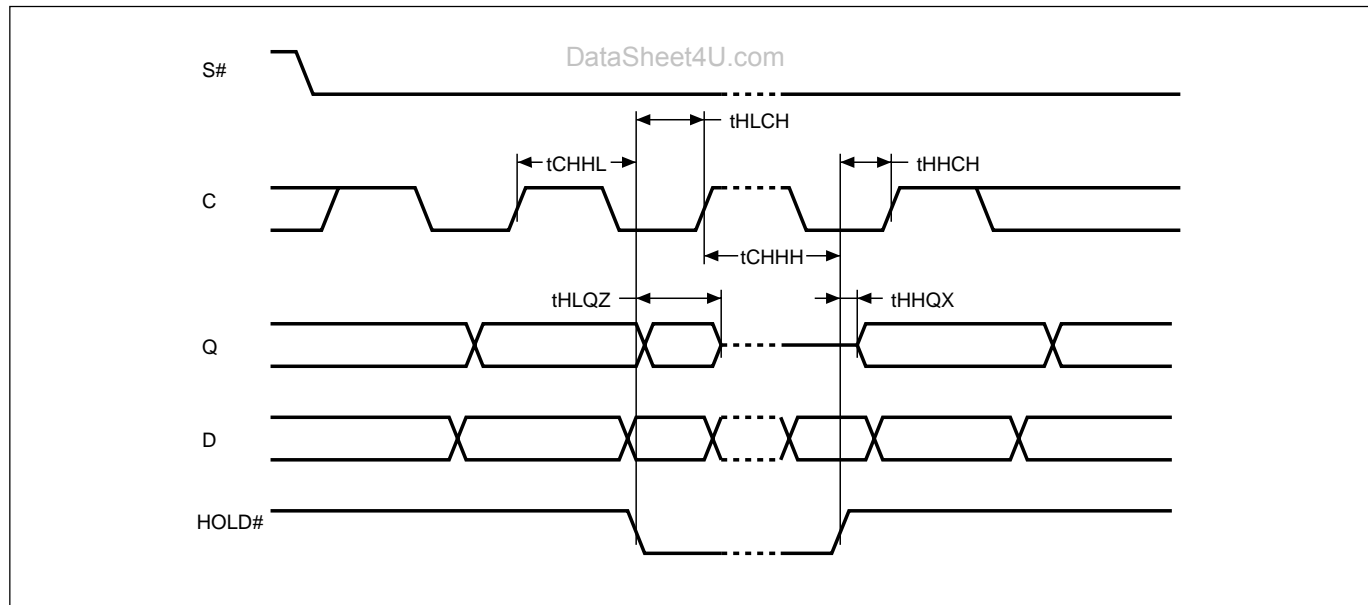 DataSheet4U.com
S#
tHLCH
tCHHL
tHHCH
C
tCHHH
tHLQZ
tHHQX
Q
D
HOLD#